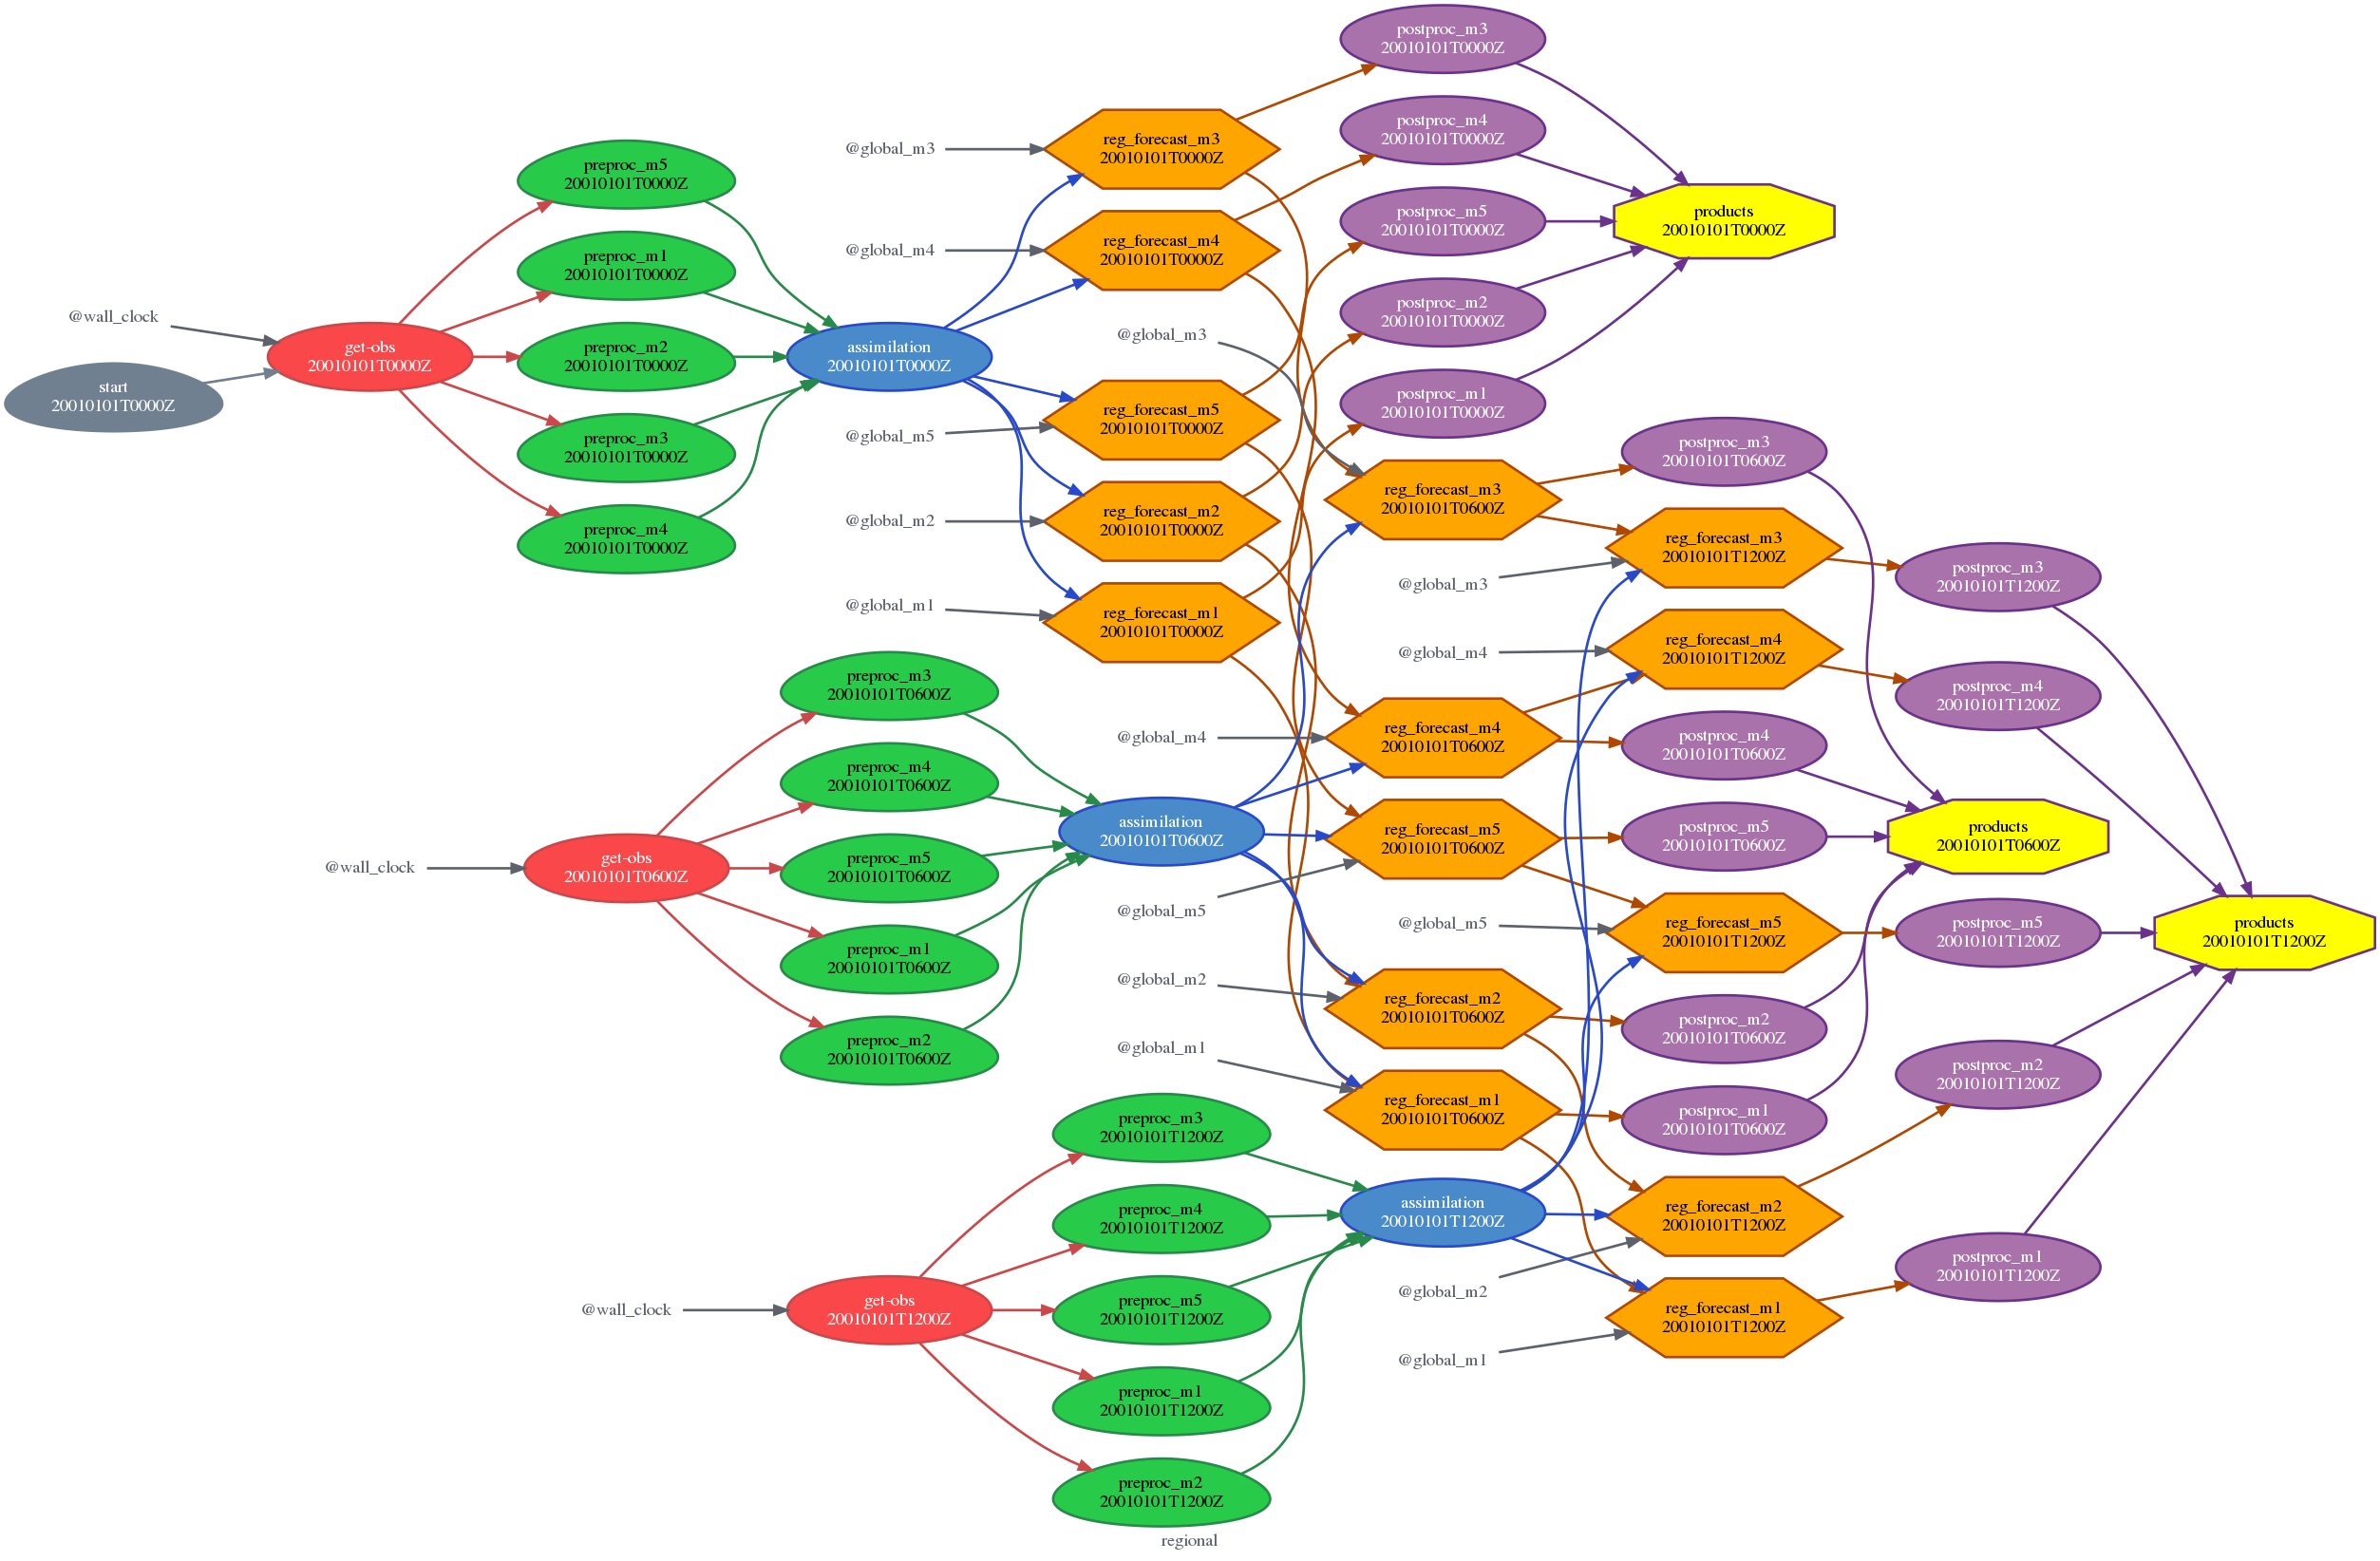 postproc_m3
20010101T0000Z
postproc_m4
20010101T0000Z
reg_forecast_m3
20010101T0000Z
@global_m3
preproc_m5
20010101T0000Z
postproc_m5
20010101T0000Z
products
20010101T0000Z
reg_forecast_m4
20010101T0000Z
@global_m4
preproc_m1
20010101T0000Z
postproc_m2
20010101T0000Z
@wall_clock
@global_m3
get-obs
20010101T0000Z
preproc_m2
20010101T0000Z
assimilation
20010101T0000Z
start
20010101T0000Z
postproc_m1
20010101T0000Z
reg_forecast_m5
20010101T0000Z
@global_m5
preproc_m3
20010101T0000Z
postproc_m3
20010101T0600Z
reg_forecast_m3
20010101T0600Z
reg_forecast_m2
20010101T0000Z
@global_m2
preproc_m4
20010101T0000Z
reg_forecast_m3
20010101T1200Z
@global_m3
postproc_m3
20010101T1200Z
@global_m1
reg_forecast_m1
20010101T0000Z
reg_forecast_m4
20010101T1200Z
@global_m4
preproc_m3
20010101T0600Z
postproc_m4
20010101T1200Z
@global_m4
reg_forecast_m4
20010101T0600Z
postproc_m4
20010101T0600Z
preproc_m4
20010101T0600Z
assimilation
20010101T0600Z
reg_forecast_m5
20010101T0600Z
postproc_m5
20010101T0600Z
products
20010101T0600Z
@wall_clock
get-obs
20010101T0600Z
preproc_m5
20010101T0600Z
@global_m5
@global_m5
reg_forecast_m5
20010101T1200Z
postproc_m5
20010101T1200Z
products
20010101T1200Z
preproc_m1
20010101T0600Z
@global_m2
reg_forecast_m2
20010101T0600Z
postproc_m2
20010101T0600Z
preproc_m2
20010101T0600Z
@global_m1
postproc_m2
20010101T1200Z
reg_forecast_m1
20010101T0600Z
postproc_m1
20010101T0600Z
preproc_m3
20010101T1200Z
preproc_m4
20010101T1200Z
assimilation
20010101T1200Z
reg_forecast_m2
20010101T1200Z
postproc_m1
20010101T1200Z
@global_m2
@wall_clock
get-obs
20010101T1200Z
preproc_m5
20010101T1200Z
reg_forecast_m1
20010101T1200Z
@global_m1
preproc_m1
20010101T1200Z
preproc_m2
20010101T1200Z
regional